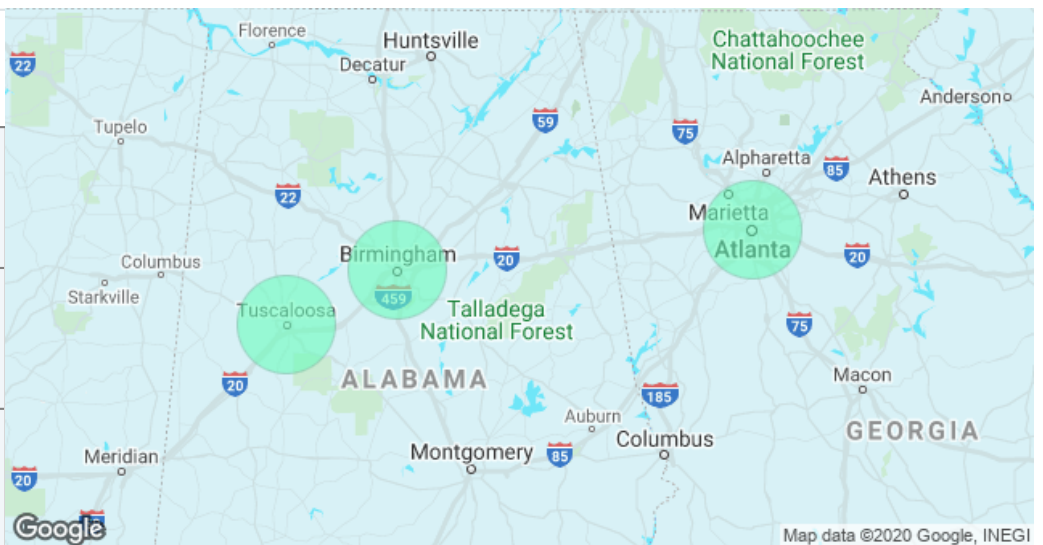 Florence
Huntsville
Chattahoochee
National Forest
22
Decatur
Anderson
59
Tupelo
75
Alpharetta
85
Athens
22
Marietta
Atlanta
Birmingham
20
20
Columbus
Starkville
459
Tuscaloosa
Talladega
National Forest
75
ALABAMA
20
185
Macon
Auburn
GEORGIA
Columbus
Montgomery
85
Meridian
20
Google
Map data ©2020 Google, INEGI